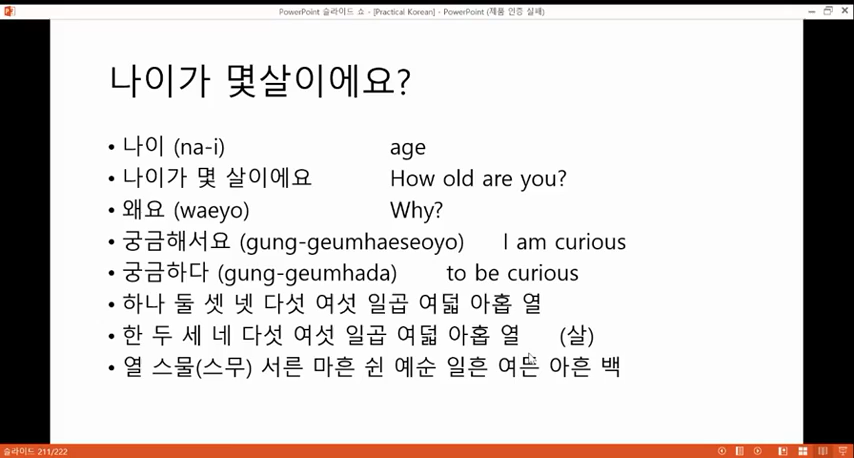 PowerPoint 슬라이드 쇼 - [Practical Korean] - PowerPoint (제품 인증 실패)
나이가 몇살이에요?
• 나이 (na-i) age
• 나이가 몇 살이에요 How old are you?
• 왜요 (waeyo) Why?
• 궁금해서요 (gung-geumhaeseoyo) I am curious
• 궁금하다 (gung-geumhada) to be curious
• 하나 둘 셋 넷 다섯 여섯 일곱 여덟 아홉 열
• 한 두 세 네 다섯 여섯 일곱 여덟 아홉 열 (살)
• 열 스물(스무) 서른 마흔 쉰 예순 일흔 여든 아흔 백
슬라이드 211/222